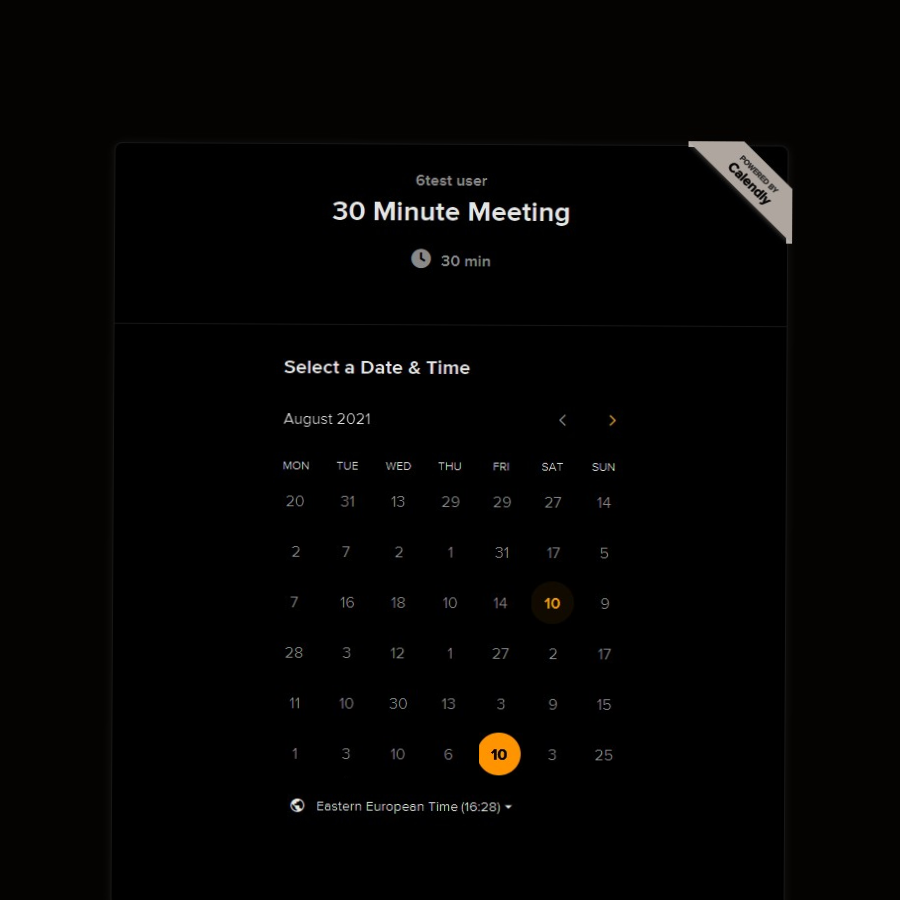 POWERED BY
Calendly
6test user
30 Minute Meeting
30 min
Select a Date & Time
August 2021
MON TUE WED THU FRI SAT SUN
20 31 13 29 29 27 14
2 7 2 1 31 17 5
7 16 18 10 14 10 9
28 3 12 1 27 2 17
11 10 30 13 3 9 15
1 3 10 6 10 3 25
Eastern European Time (16:28)